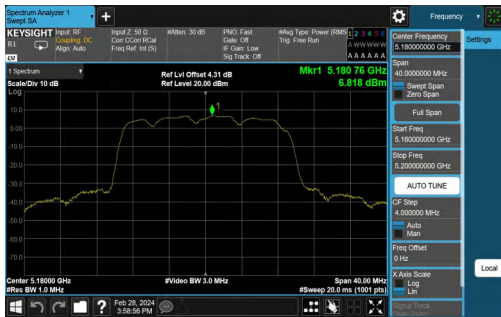 Spectrum Analyzer 1
Swept SA
Frequency
KEYSIGHT
Input: RF
Coupling: DC
Align: Auto
Input Z: 50 Ω
Corr CCorr RCal
Freq Ref: Int (S)
#Atten: 30 dB
PNO: Fast
Gate: Off
IF Gain: Low
Sig Track: Off
#Avg Type: Power (RMS)
Trig: Free Run
1 2 3 4 5 6
A W W W W W
A A A A A A
RL
LM
1 Spectrum
Scale/Div 10 dB
Ref Lvl Offset 4.31 dB
Ref Level 20.00 dBm
Mkr1 5.180 76 GHz
6.818 dBm
Log
10.0
0.00
-10.0
-20.0
-30.0
-40.0
-50.0
-60.0
-70.0
1
Center 5.18000 GHz
#Res BW 1.0 MHz
#Video BW 3.0 MHz
Span 40.00 MHz
#Sweep 20.0 ms (1001 pts)
Feb 28, 2024
3:58:56 PM
Center Frequency
5.180000000 GHz
Span
40.0000000 MHz
Swept Span
Zero Span
Full Span
Start Freq
5.160000000 GHz
Stop Freq
5.200000000 GHz
AUTO TUNE
CF Step
4.000000 MHz
Auto
Man
Freq Offset
0 Hz
X Axis Scale
Log
Lin
Signal Track
(Span Zoom)
Settings
Local